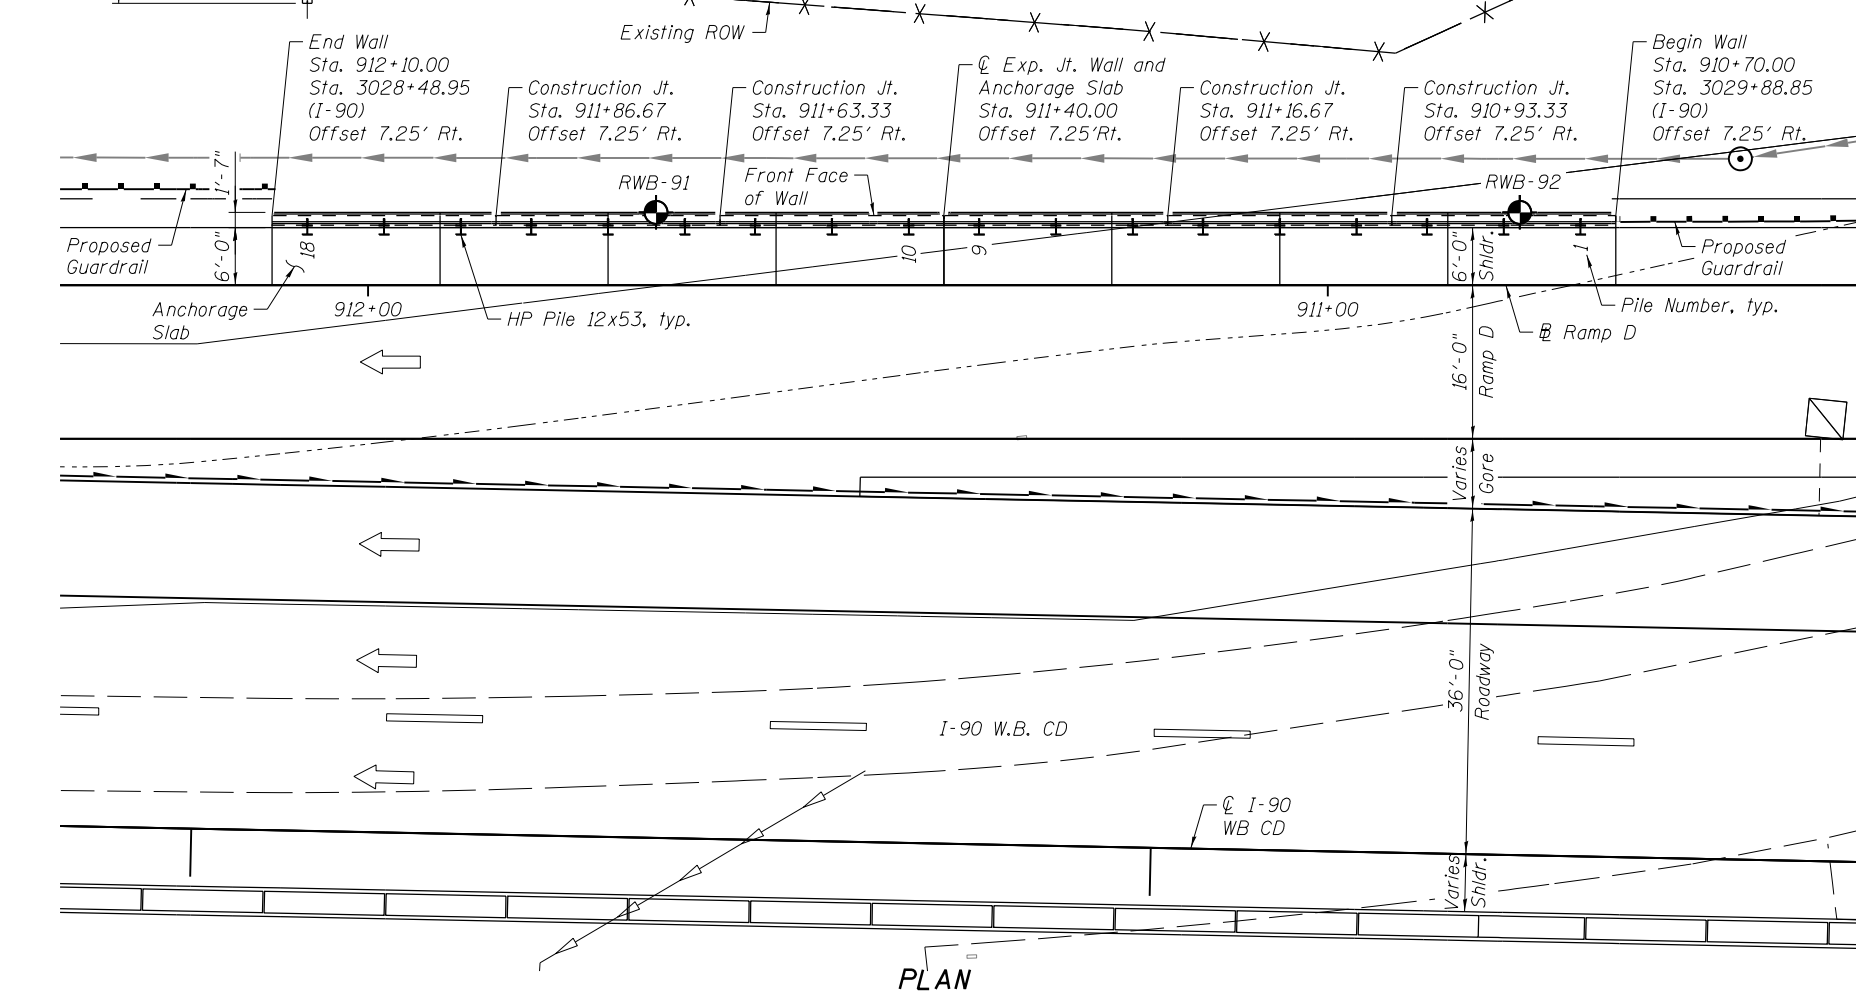 Existing ROW
End Wall
Sta. 912+10.00
Sta. 3028+48.95
(I-90)
Offset 7.25' Rt.
Construction Jt.
Sta. 911+86.67
Offset 7.25' Rt.
Construction Jt.
Sta. 911+63.33
Offset 7.25' Rt.
℄ Exp. Jt. Wall and
Anchorage Slab
Sta. 911+40.00
Offset 7.25'Rt.
Construction Jt.
Sta. 911+16.67
Offset 7.25' Rt.
Construction Jt.
Sta. 910+93.33
Offset 7.25' Rt.
Begin Wall
Sta. 910+70.00
Sta. 3029+88.85
(I-90)
Offset 7.25' Rt.
1'-7"
RWB-91
Front Face
of Wall
RWB-92
Proposed
Guardrail
6'-0"
18
10
9
6'-0"
Shldr.
1
Proposed
Guardrail
Anchorage
Slab
912+00
HP Pile 12x53, typ.
911+00
Pile Number, typ.
16'-0"
Ramp D
B̲L Ramp D
Varies
Gore
36'-0"
Roadway
I-90 W.B. CD
℄ I-90
WB CD
Varies
Shldr.
PLAN